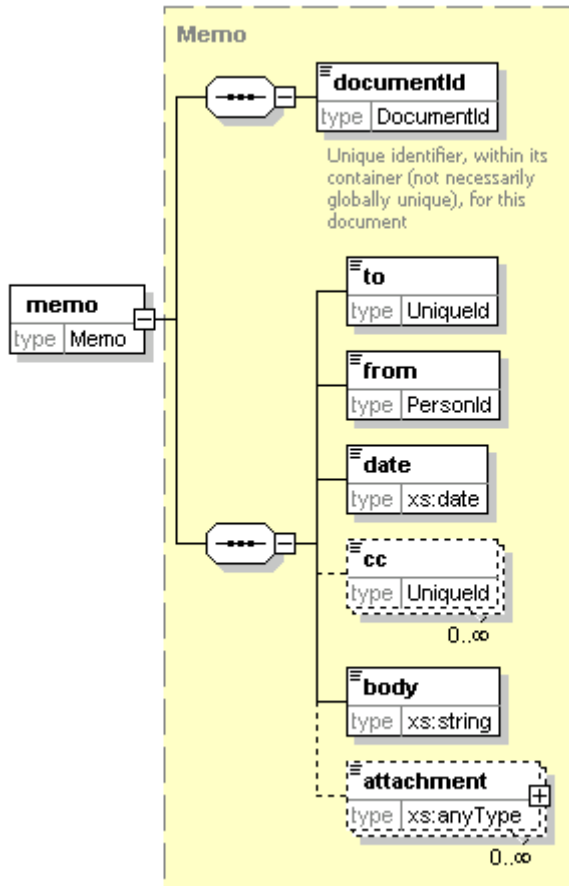 Memo
documentId
type DocumentId
Unique identifier, within its
container (not necessarily
globally unique), for this
document
memo
type Memo
to
type UniqueId
from
type PersonId
date
type xs:date
cc
type UniqueId
0..∞
body
type xs:string
attachment
type xs:anyType
0..∞